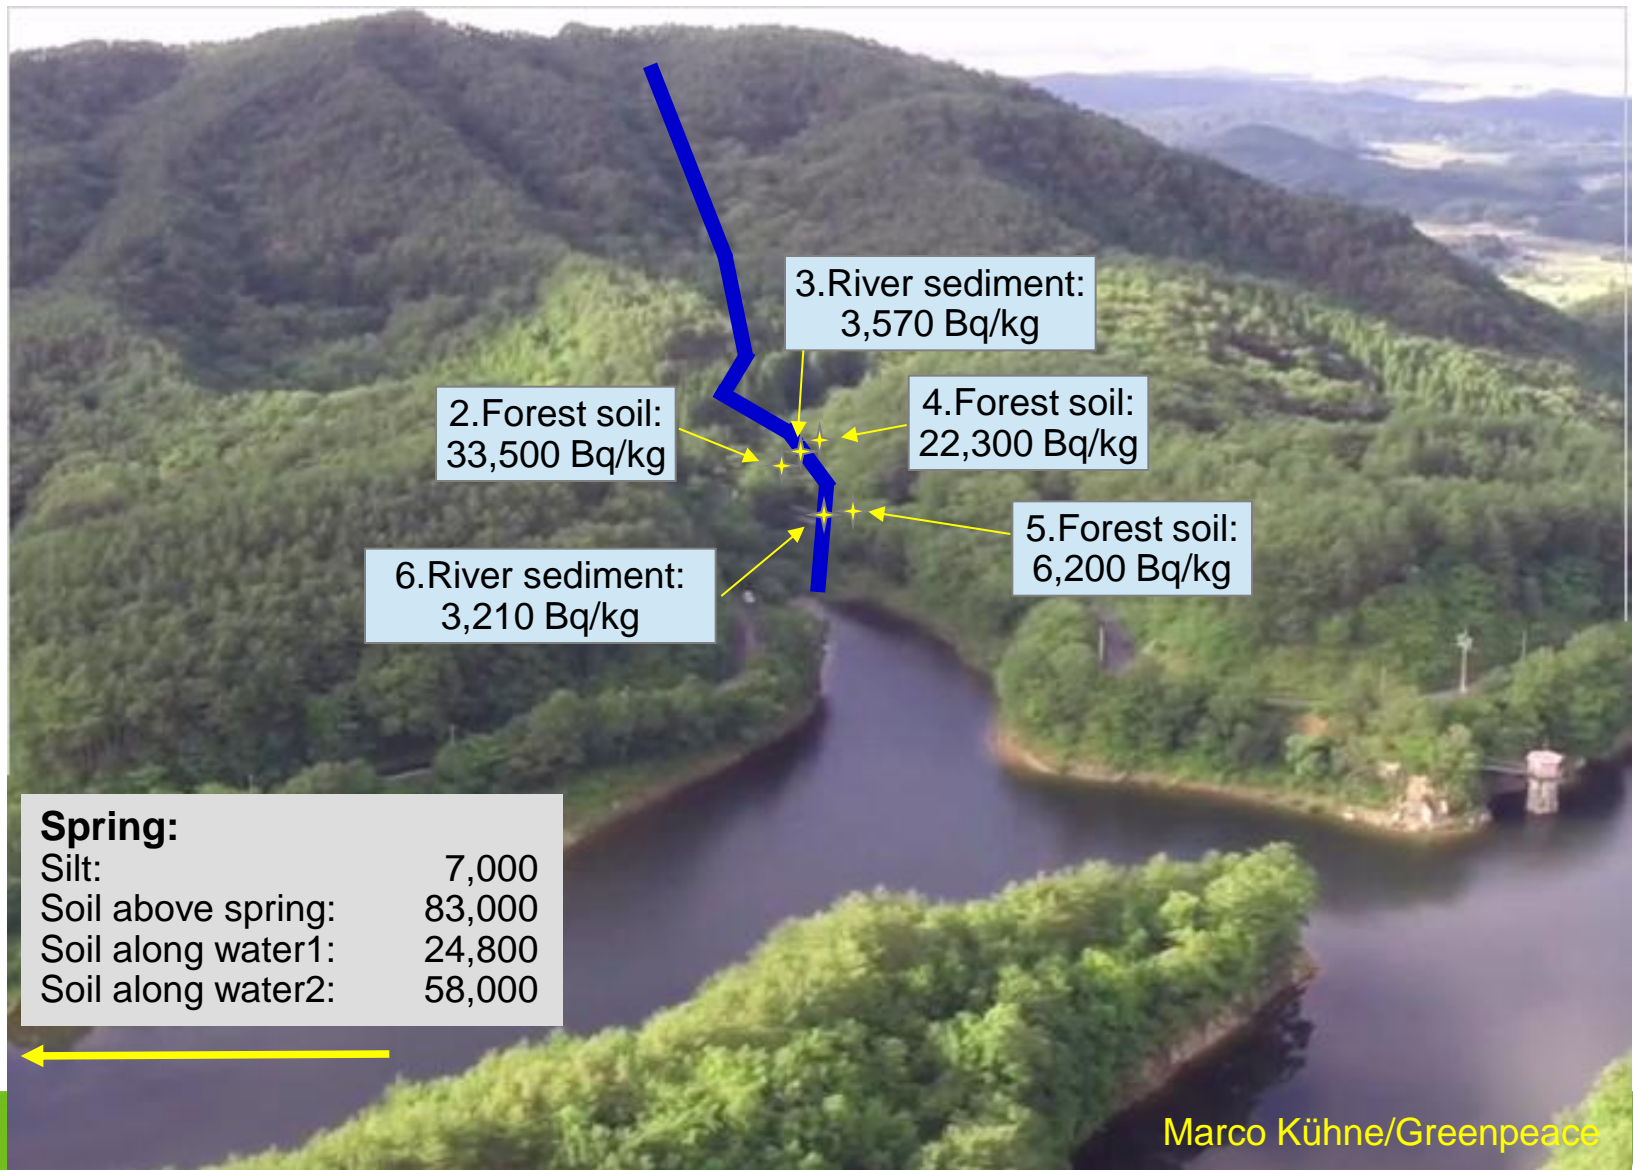 3.River sediment:
3,570 Bq/kg
2.Forest soil:
33,500 Bq/kg
4.Forest soil:
22,300 Bq/kg
5.Forest soil:
6,200 Bq/kg
6.River sediment:
3,210 Bq/kg
Spring:
Silt: 7,000
Soil above spring: 83,000
Soil along water1: 24,800
Soil along water2: 58,000
Marco Kühne/Greenpeace